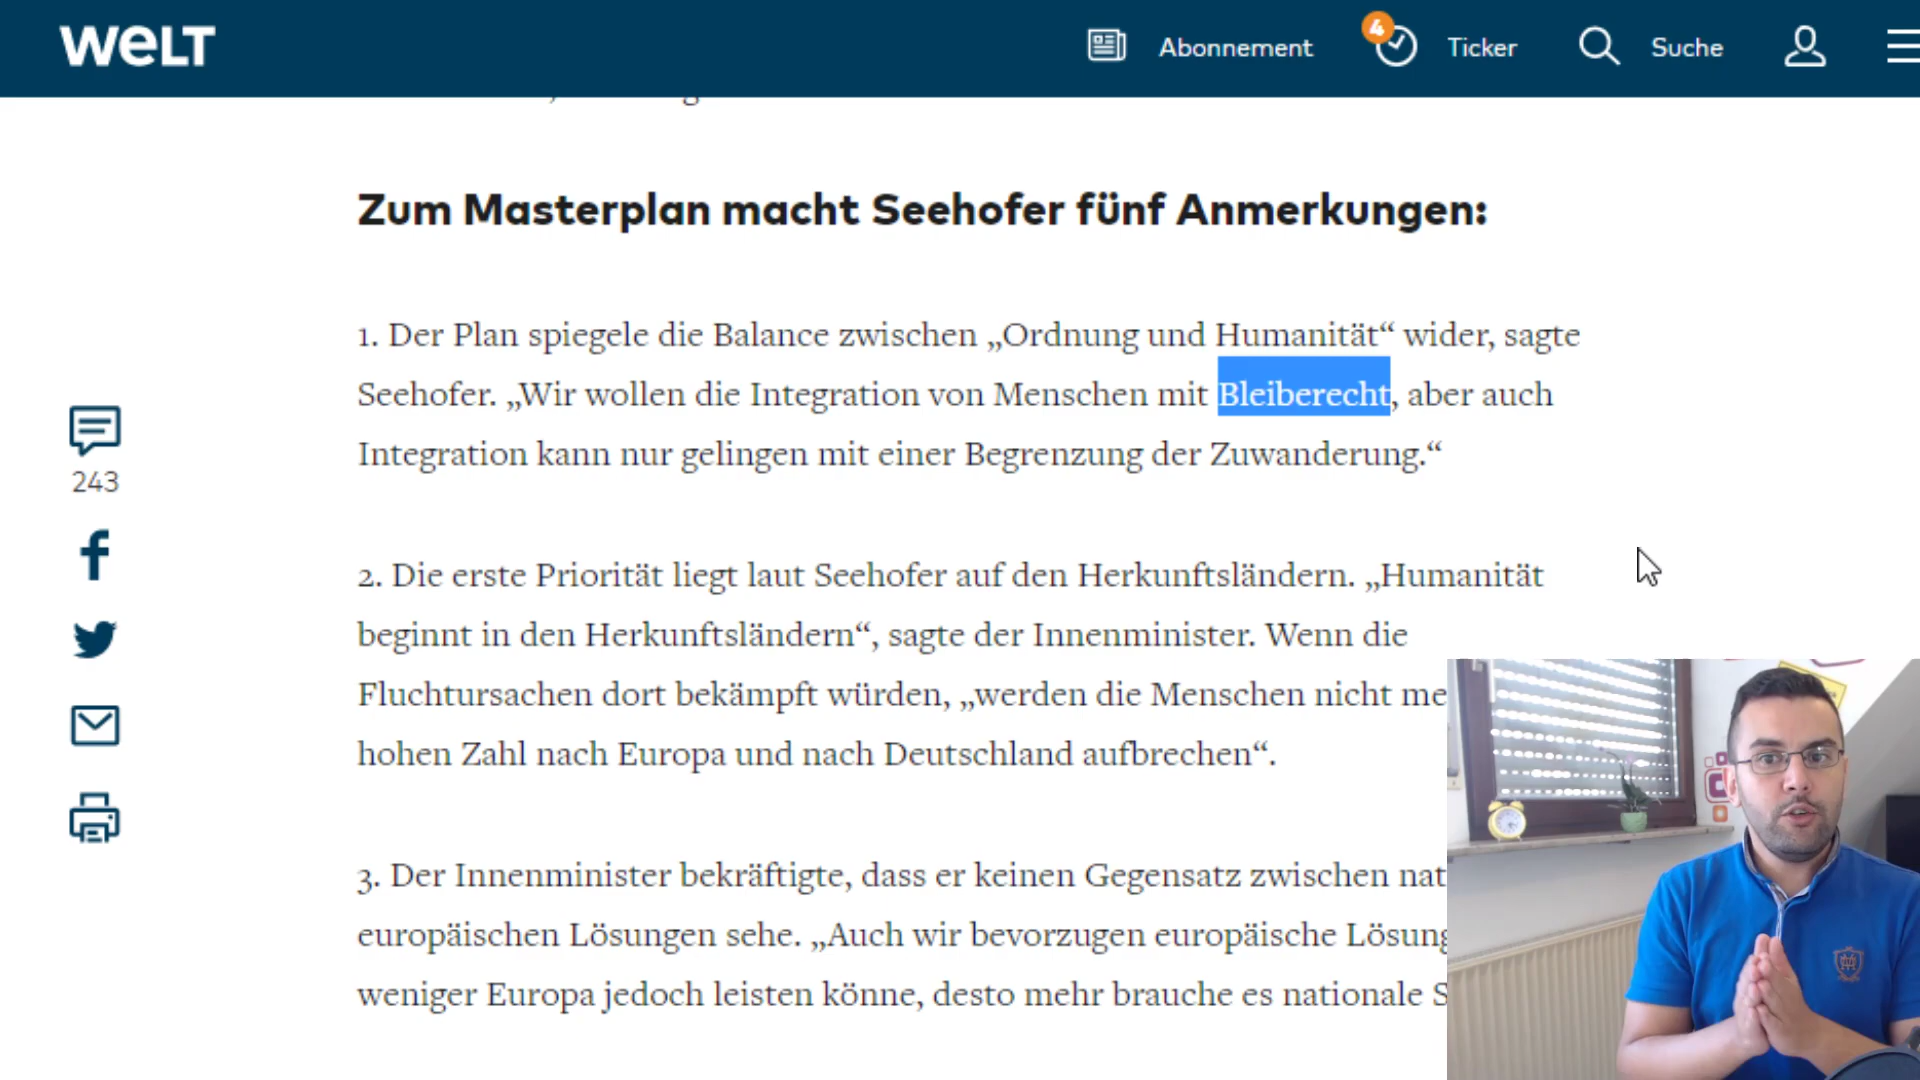 WELT
Abonnement
4
Ticker
Suche
Zum Masterplan macht Seehofer fünf Anmerkungen:
1. Der Plan spiegele die Balance zwischen „Ordnung und Humanität“ wider, sagte
Seehofer. „Wir wollen die Integration von Menschen mit Bleiberecht, aber auch
Integration kann nur gelingen mit einer Begrenzung der Zuwanderung.“
243
2. Die erste Priorität liegt laut Seehofer auf den Herkunftsländern. „Humanität
beginnt in den Herkunftsländern“, sagte der Innenminister. Wenn die
Fluchtursachen dort bekämpft würden, „werden die Menschen nicht me
hohen Zahl nach Europa und nach Deutschland aufbrechen“.
3. Der Innenminister bekräftigte, dass er keinen Gegensatz zwischen nat
europäischen Lösungen sehe. „Auch wir bevorzugen europäische Lösung
weniger Europa jedoch leisten könne, desto mehr brauche es nationale S